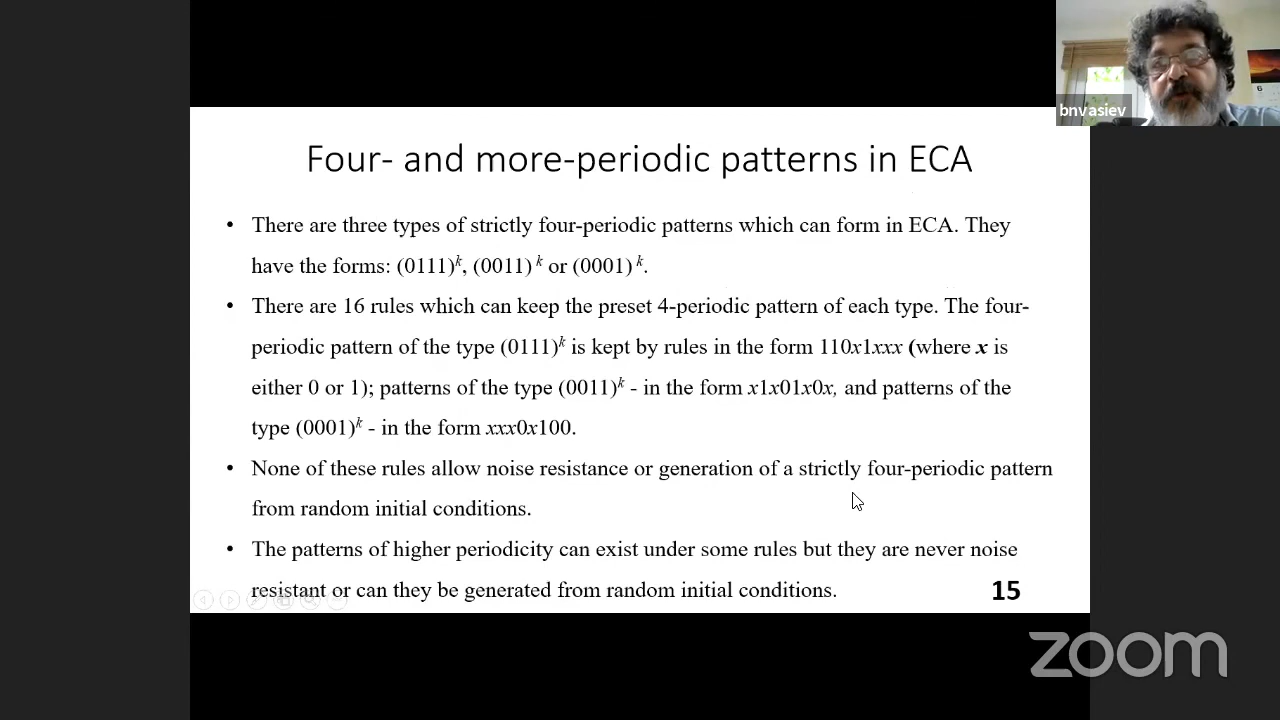 bnvasiev
Four- and more-periodic patterns in ECA
• There are three types of strictly four-periodic patterns which can form in ECA. They
have the forms: (0111)^k, (0011)^k or (0001)^k.
• There are 16 rules which can keep the preset 4-periodic pattern of each type. The four-
periodic pattern of the type (0111)^k is kept by rules in the form 110x1xxx (where x is
either 0 or 1); patterns of the type (0011)^k - in the form x1x01x0x, and patterns of the
type (0001)^k - in the form xxx0x100.
• None of these rules allow noise resistance or generation of a strictly four-periodic pattern
from random initial conditions.
• The patterns of higher periodicity can exist under some rules but they are never noise
resistant or can they be generated from random initial conditions.
15
zoom